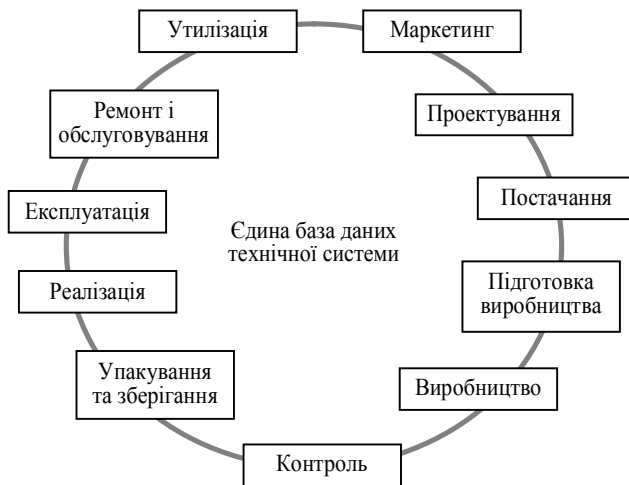 Утилізація
Маркетинг
Ремонт і
обслуговування
Проектування
Експлуатація
Постачання
Єдина база даних
технічної системи
Реалізація
Підготовка
виробництва
Упакування
та зберігання
Виробництво
Контроль